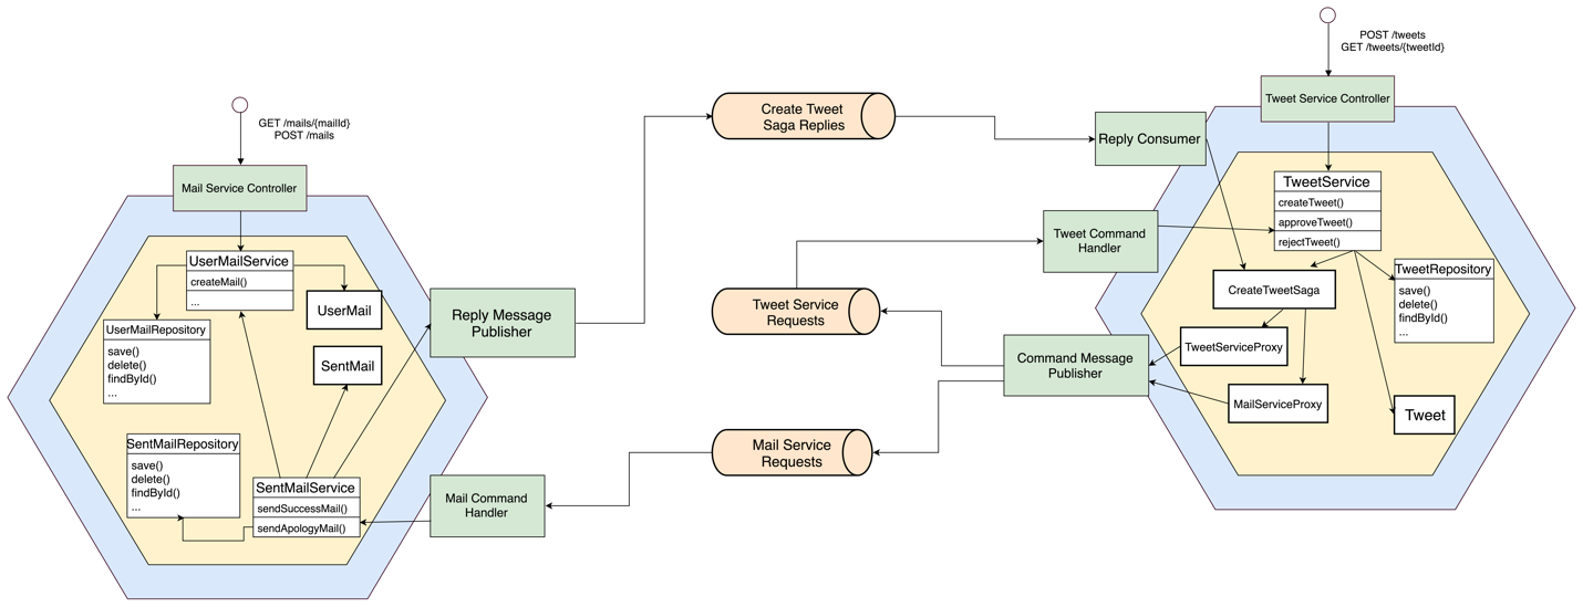 POST /tweets
GET /tweets/{tweetId}
Tweet Service Controller
Create Tweet
Saga Replies
Reply Consumer
GET /mails/{mailId}
POST /mails
Mail Service Controller
TweetService
createTweet()
approveTweet()
rejectTweet()
Tweet Command
Handler
UserMailService
createMail()
...
UserMail
UserMailRepository
save()
delete()
findById()
...
SentMail
Reply Message
Publisher
Tweet Service
Requests
CreateTweetSaga
TweetRepository
save()
delete()
findById()
...
TweetServiceProxy
Command Message
Publisher
MailServiceProxy
Tweet
SentMailRepository
save()
delete()
findById()
...
SentMailService
sendSuccessMail()
sendApologyMail()
Mail Command
Handler
Mail Service
Requests